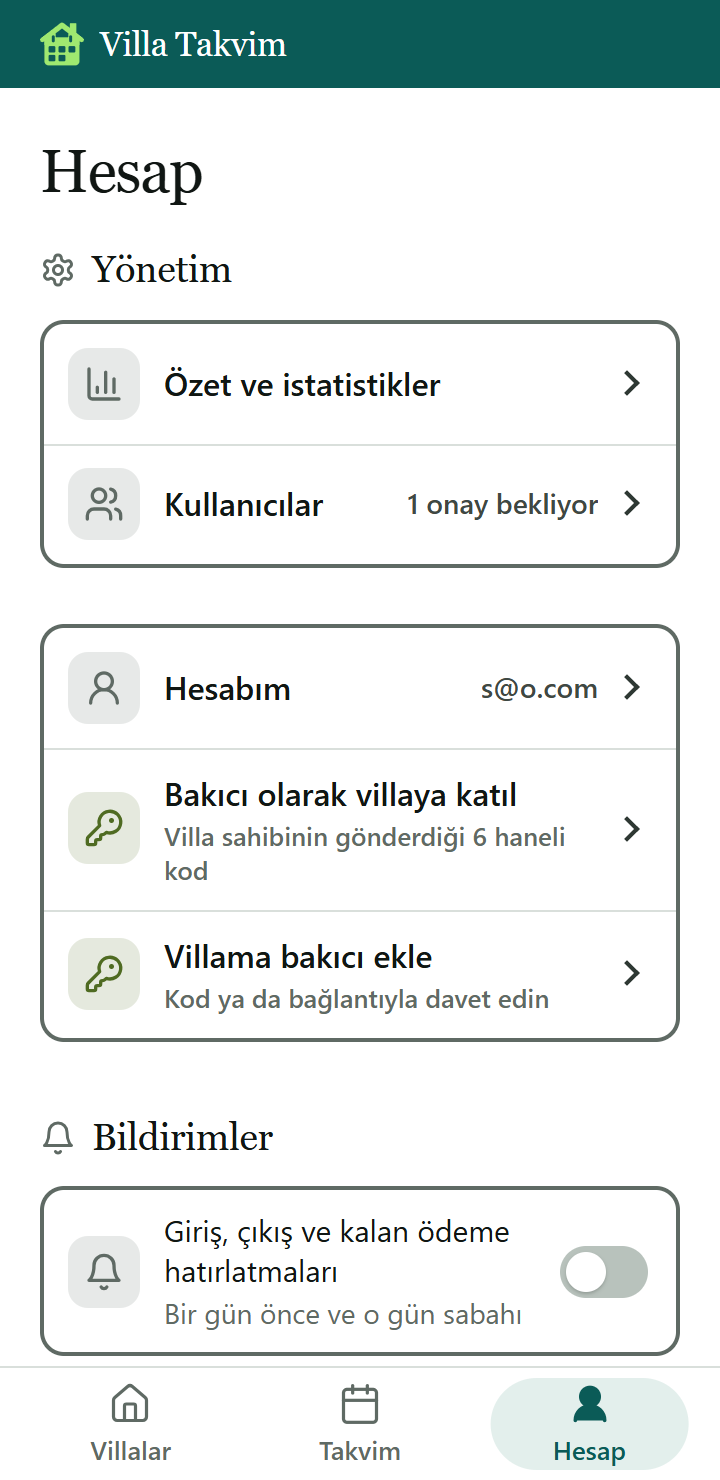 Villa Takvim
Hesap
Yönetim
Özet ve istatistikler
Kullanıcılar
1 onay bekliyor
Hesabım
s@o.com
Bakıcı olarak villaya katıl
Villa sahibinin gönderdiği 6 haneli
kod
Villama bakıcı ekle
Kod ya da bağlantıyla davet edin
Bildirimler
Giriş, çıkış ve kalan ödeme
hatırlatmaları
Bir gün önce ve o gün sabahı
Villalar
Takvim
Hesap